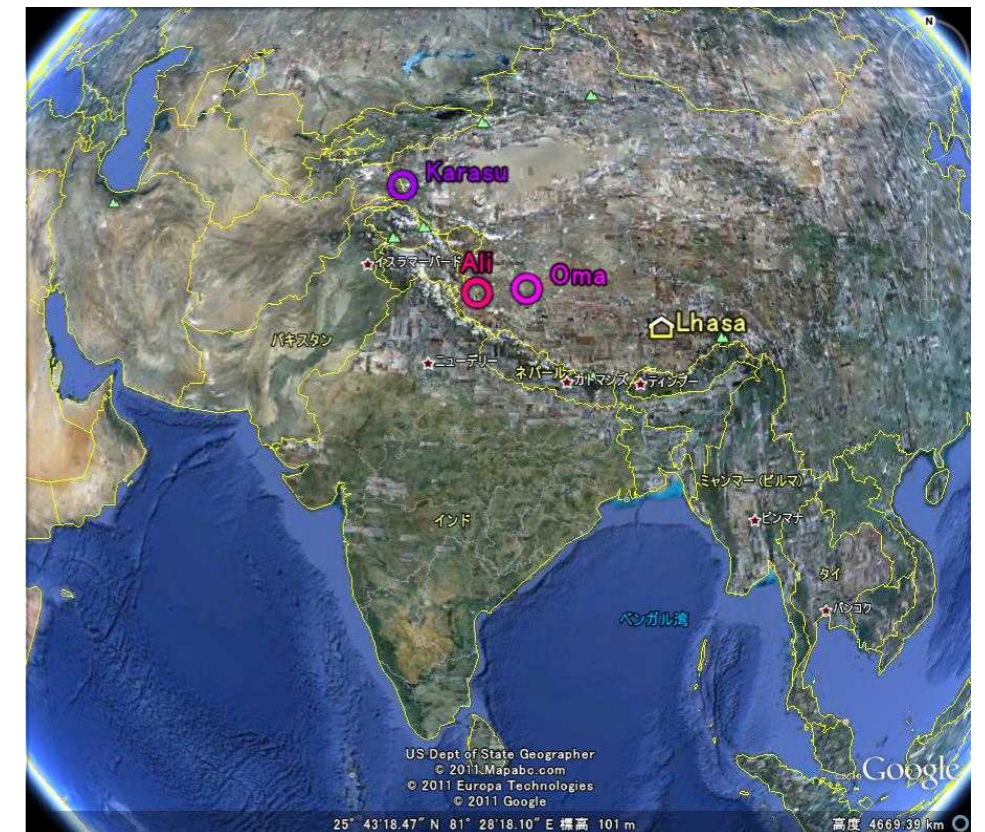 N
Karasu
イスラマーバード
Ali
Oma
Lhasa
パキスタン
ニューデリー
ネパール
カトマンズ
ティンプー
ミャンマー (ビルマ)
インド
ピンマナ
タイ
バンコク
ベンガル湾
US Dept of State Geographer
© 2011 Mapabc.com
© 2011 Europa Technologies
© 2011 Google
Google
25° 43'18.47" N 81° 28'18.10" E 標高 101 m
高度 4669.39 km